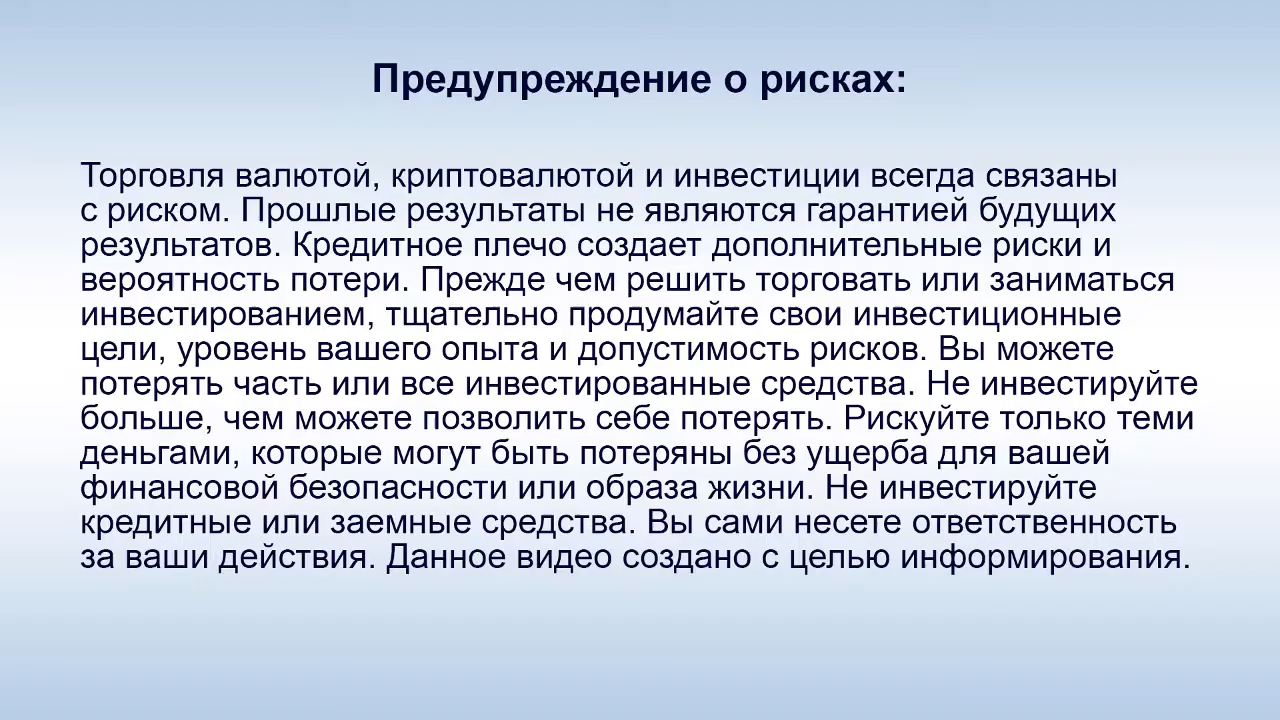 Предупреждение о рисках:
Торговля валютой, криптовалютой и инвестиции всегда связаны
с риском. Прошлые результаты не являются гарантией будущих
результатов. Кредитное плечо создает дополнительные риски и
вероятность потери. Прежде чем решить торговать или заниматься
инвестированием, тщательно продумайте свои инвестиционные
цели, уровень вашего опыта и допустимость рисков. Вы можете
потерять часть или все инвестированные средства. Не инвестируйте
больше, чем можете позволить себе потерять. Рискуйте только теми
деньгами, которые могут быть потеряны без ущерба для вашей
финансовой безопасности или образа жизни. Не инвестируйте
кредитные или заемные средства. Вы сами несете ответственность
за ваши действия. Данное видео создано с целью информирования.